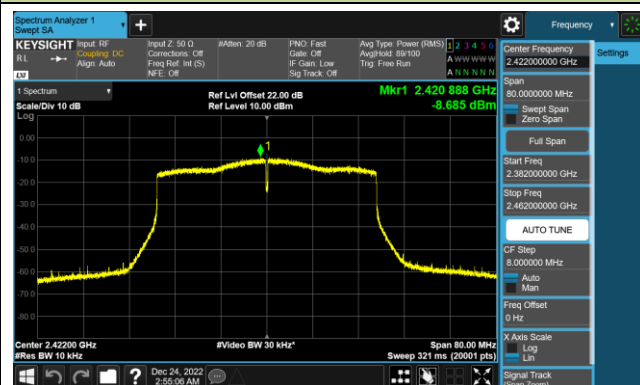 Spectrum Analyzer 1
Swept SA
+
Frequency
KEYSIGHT
RL
Input: RF
Coupling: DC
Align: Auto
Input Z: 50 Ω
Corrections: Off
Freq Ref: Int (S)
NFE: Off
#Atten: 20 dB
PNO: Fast
Gate: Off
IF Gain: Low
Sig Track: Off
Avg Type: Power (RMS)
Avg|Hold: 89/100
Trig: Free Run
1 2 3 4 5 6
A W W W W W
A N N N N N
1 Spectrum
Scale/Div 10 dB
Log
Ref Lvl Offset 22.00 dB
Ref Level 10.00 dBm
Mkr1 2.420 888 GHz
-8.685 dBm
1
0.00
-10.0
-20.0
-30.0
-40.0
-50.0
-60.0
-70.0
-80.0
Center 2.42200 GHz
#Res BW 10 kHz
#Video BW 30 kHz*
Span 80.00 MHz
Sweep 321 ms (20001 pts)
Dec 24, 2022
2:55:06 AM
Center Frequency
2.422000000 GHz
Settings
Span
80.0000000 MHz
Swept Span
Zero Span
Full Span
Start Freq
2.382000000 GHz
Stop Freq
2.462000000 GHz
AUTO TUNE
CF Step
8.000000 MHz
Auto
Man
Freq Offset
0 Hz
X Axis Scale
Log
Lin
Signal Track
(Span Zoom)